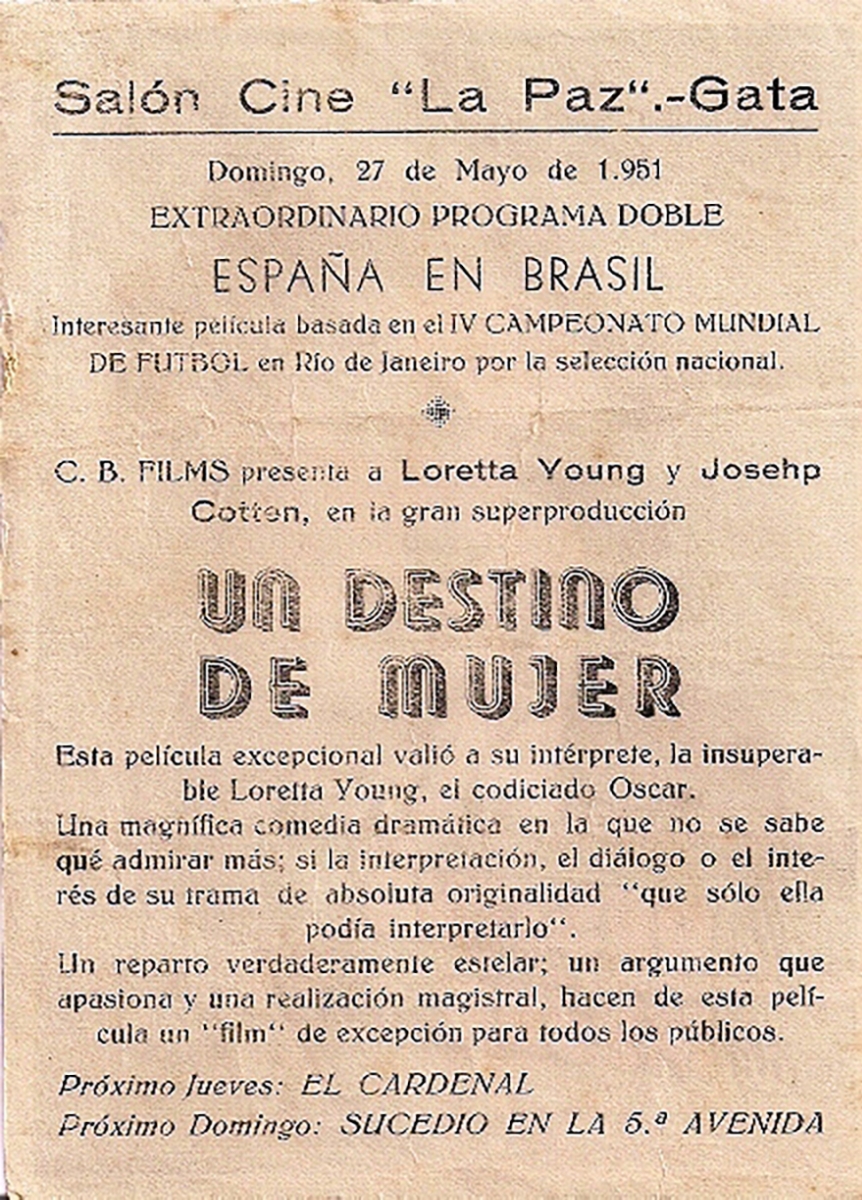 Salón Cine “La Paz“.-Gata
Domingo, 27 de Mayo de 1.951
EXTRAORDINARIO PROGRAMA DOBLE
ESPAÑA EN BRASIL
Interesante película basada en el IV CAMPEONATO MUNDIAL
DE FUTBOL en Río de Janeiro por la selección nacional.
C. B. FILMS presenta a Loretta Young y Josehp
Cotten, en la gran superproducción
UN DESTINO
DE MUJER
Esta película excepcional valió a su intérprete, la insupera-
ble Loretta Young, el codiciado Oscar.
Una magnífica comedia dramática en la que no se sabe
qué admirar más; si la interpretación, el diálogo o el inte-
rés de su trama de absoluta originalidad “que sólo ella
podía interpretarlo“.
Un reparto verdaderamente estelar; un argumento que
apasiona y una realización magistral, hacen de esta pelí-
cula un “film“ de excepción para todos los públicos.
Próximo Jueves: EL CARDENAL
Próximo Domingo: SUCEDIO EN LA 5.ª AVENIDA